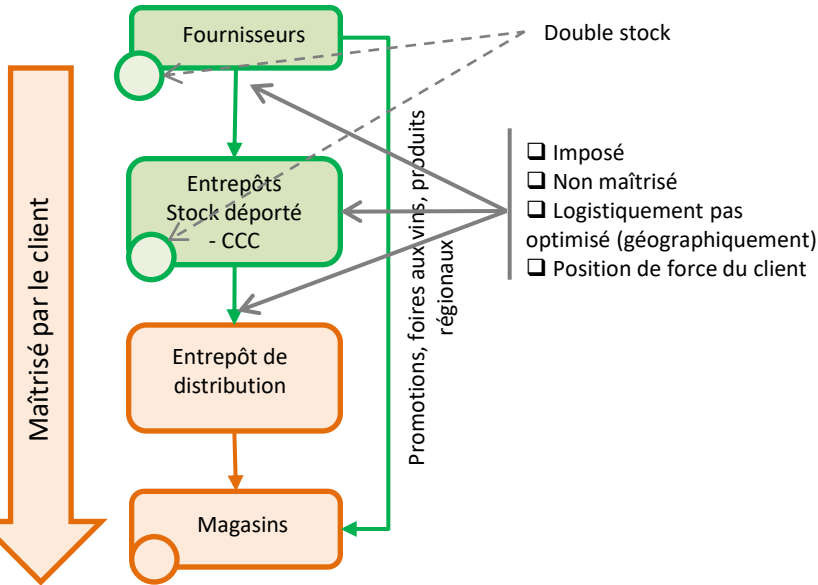 Fournisseurs
Double stock
Entrepôts
Stock déporté
- CCC
❑ Imposé
❑ Non maîtrisé
❑ Logistiquement pas
optimisé (géographiquement)
❑ Position de force du client
Promotions, foires aux vins, produits
régionaux
Maîtrisé par le client
Entrepôt de
distribution
Magasins